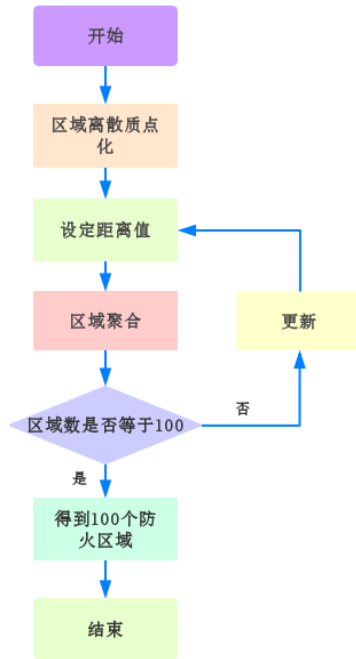 开始
区域离散质点
化
设定距离值
区域聚合
更新
区域数是否等于100
否
是
得到100个防
火区域
结束